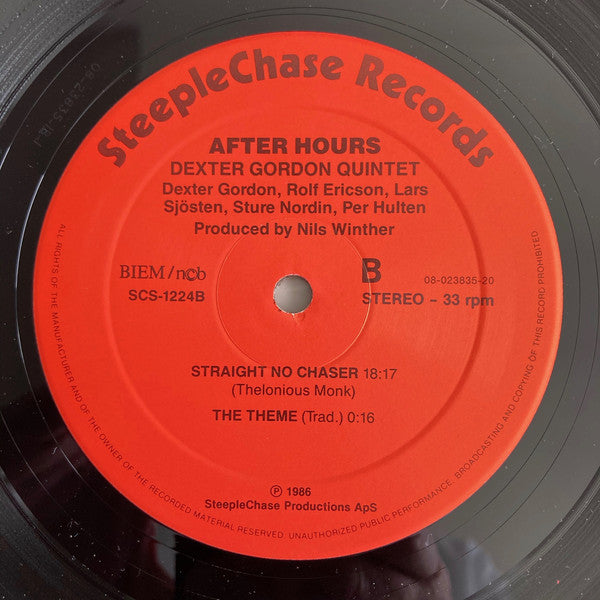 SteepleChase Records
AFTER HOURS
DEXTER GORDON QUINTET
Dexter Gordon, Rolf Ericson, Lars
Sjösten, Sture Nordin, Per Hulten
Produced by Nils Winther
BIEM/ncb
SCS-1224B
B
08-023835-20
STEREO - 33 rpm
STRAIGHT NO CHASER 18:17
(Thelonious Monk)
THE THEME (Trad.) 0:16
℗ 1986
SteepleChase Productions ApS
ALL RIGHTS OF THE MANUFACTURER AND OF THE OWNER OF THE RECORDED MATERIAL RESERVED. UNAUTHORIZED PUBLIC PERFORMANCE, BROADCASTING AND COPYING OF THIS RECORD PROHIBITED